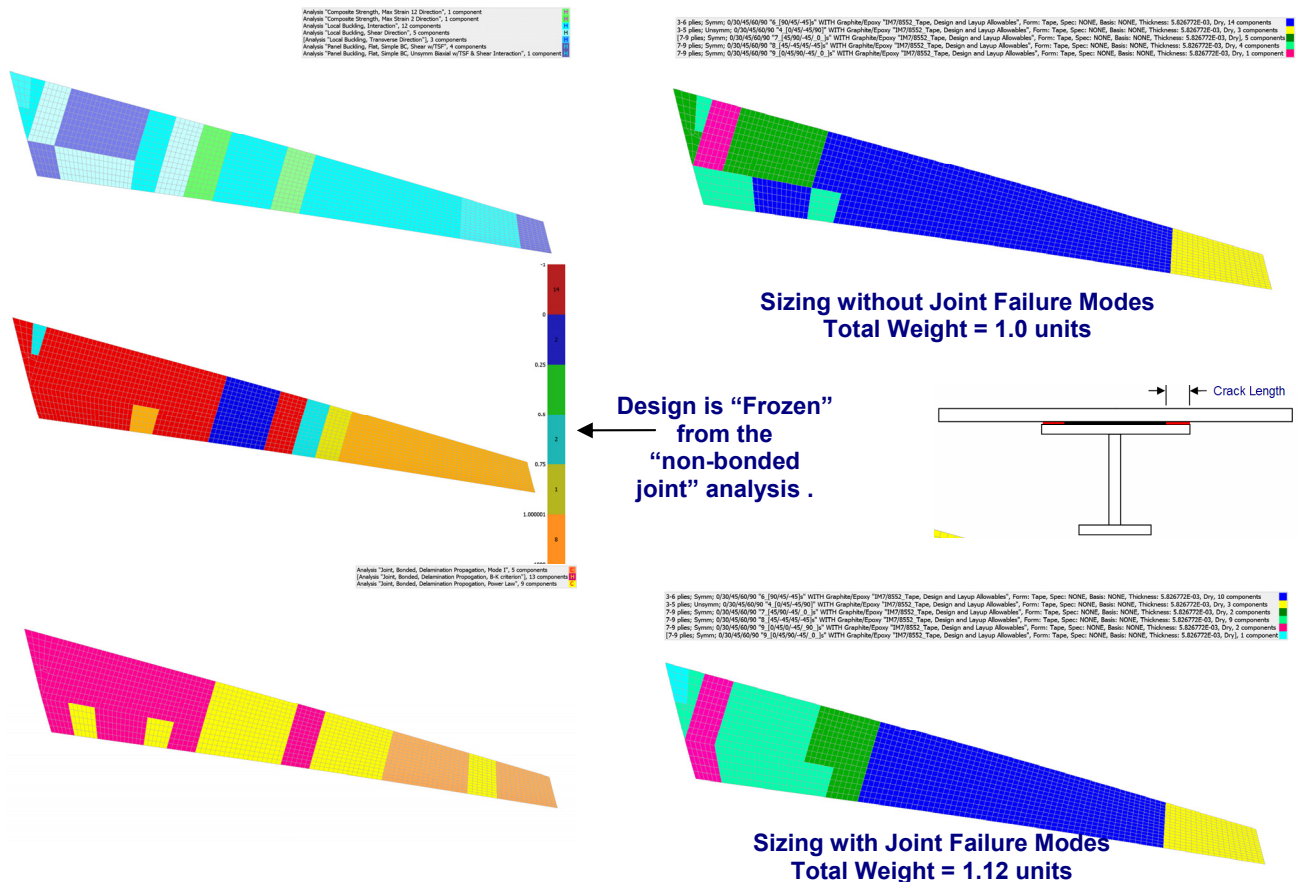 Analysis "Composite Strength, Max Strain 12 Direction", 1 component
Analysis "Composite Strength, Max Strain 2 Direction", 1 component
Analysis "Local Buckling, Interaction", 12 components
Analysis "Local Buckling, Shear Direction", 5 components
[Analysis "Local Buckling, Transverse Direction"], 3 components
Analysis "Panel Buckling, Flat, Simple BC, Shear w/TSF", 4 components
Analysis "Panel Buckling, Flat, Simple BC, Unsymm Biaxial w/TSF & Shear Interaction", 1 component
3-6 plies; Symm; 0/30/45/60/90 "6_[90/45/-45]s" WITH Graphite/Epoxy "IM7/8552_Tape, Design and Layup Allowables", Form: Tape, Spec: NONE, Basis: NONE, Thickness: 5.826772E-03, Dry, 14 components
3-5 plies; Unsymm; 0/30/45/60/90 "4_[0/45/-45/90]" WITH Graphite/Epoxy "IM7/8552_Tape, Design and Layup Allowables", Form: Tape, Spec: NONE, Basis: NONE, Thickness: 5.826772E-03, Dry, 3 components
[7-9 plies; Symm; 0/30/45/60/90 "7_[45/90/-45/_0_]s" WITH Graphite/Epoxy "IM7/8552_Tape, Design and Layup Allowables", Form: Tape, Spec: NONE, Basis: NONE, Thickness: 5.826772E-03, Dry], 5 components
7-9 plies; Symm; 0/30/45/60/90 "8_[45/-45/45/-45]s" WITH Graphite/Epoxy "IM7/8552_Tape, Design and Layup Allowables", Form: Tape, Spec: NONE, Basis: NONE, Thickness: 5.826772E-03, Dry, 4 components
7-9 plies; Symm; 0/30/45/60/90 "9_[0/45/90/-45/_0_]s" WITH Graphite/Epoxy "IM7/8552_Tape, Design and Layup Allowables", Form: Tape, Spec: NONE, Basis: NONE, Thickness: 5.826772E-03, Dry, 1 component
Sizing without Joint Failure Modes
Total Weight = 1.0 units
-1
14
0
0.25
0.5
2
0.75
1
1.000001
8
Design is “Frozen”
from the
“non-bonded
joint” analysis .
Crack Length
Analysis "Joint, Bonded, Delamination Propagation, Mode I", 5 components
[Analysis "Joint, Bonded, Delamination Propogation, B-K criterion"], 13 components
Analysis "Joint, Bonded, Delamination Propogation, Power Law", 9 components
3-6 plies; Symm; 0/30/45/60/90 "6_[90/45/-45]s" WITH Graphite/Epoxy "IM7/8552_Tape, Design and Layup Allowables", Form: Tape, Spec: NONE, Basis: NONE, Thickness: 5.826772E-03, Dry, 10 components
3-5 plies; Unsymm; 0/30/45/60/90 "4_[0/45/-45/90]" WITH Graphite/Epoxy "IM7/8552_Tape, Design and Layup Allowables", Form: Tape, Spec: NONE, Basis: NONE, Thickness: 5.826772E-03, Dry, 3 components
7-9 plies; Symm; 0/30/45/60/90 "7_[45/90/-45/_0_]s" WITH Graphite/Epoxy "IM7/8552_Tape, Design and Layup Allowables", Form: Tape, Spec: NONE, Basis: NONE, Thickness: 5.826772E-03, Dry, 2 components
7-9 plies; Symm; 0/30/45/60/90 "8_[45/-45/45/-45]s" WITH Graphite/Epoxy "IM7/8552_Tape, Design and Layup Allowables", Form: Tape, Spec: NONE, Basis: NONE, Thickness: 5.826772E-03, Dry, 9 components
7-9 plies; Symm; 0/30/45/60/90 "9_[0/45/0/-45/_90_]s" WITH Graphite/Epoxy "IM7/8552_Tape, Design and Layup Allowables", Form: Tape, Spec: NONE, Basis: NONE, Thickness: 5.826772E-03, Dry, 2 components
[7-9 plies; Symm; 0/30/45/60/90 "9_[0/45/90/-45/_0_]s" WITH Graphite/Epoxy "IM7/8552_Tape, Design and Layup Allowables", Form: Tape, Spec: NONE, Basis: NONE, Thickness: 5.826772E-03, Dry], 1 component
Sizing with Joint Failure Modes
Total Weight = 1.12 units